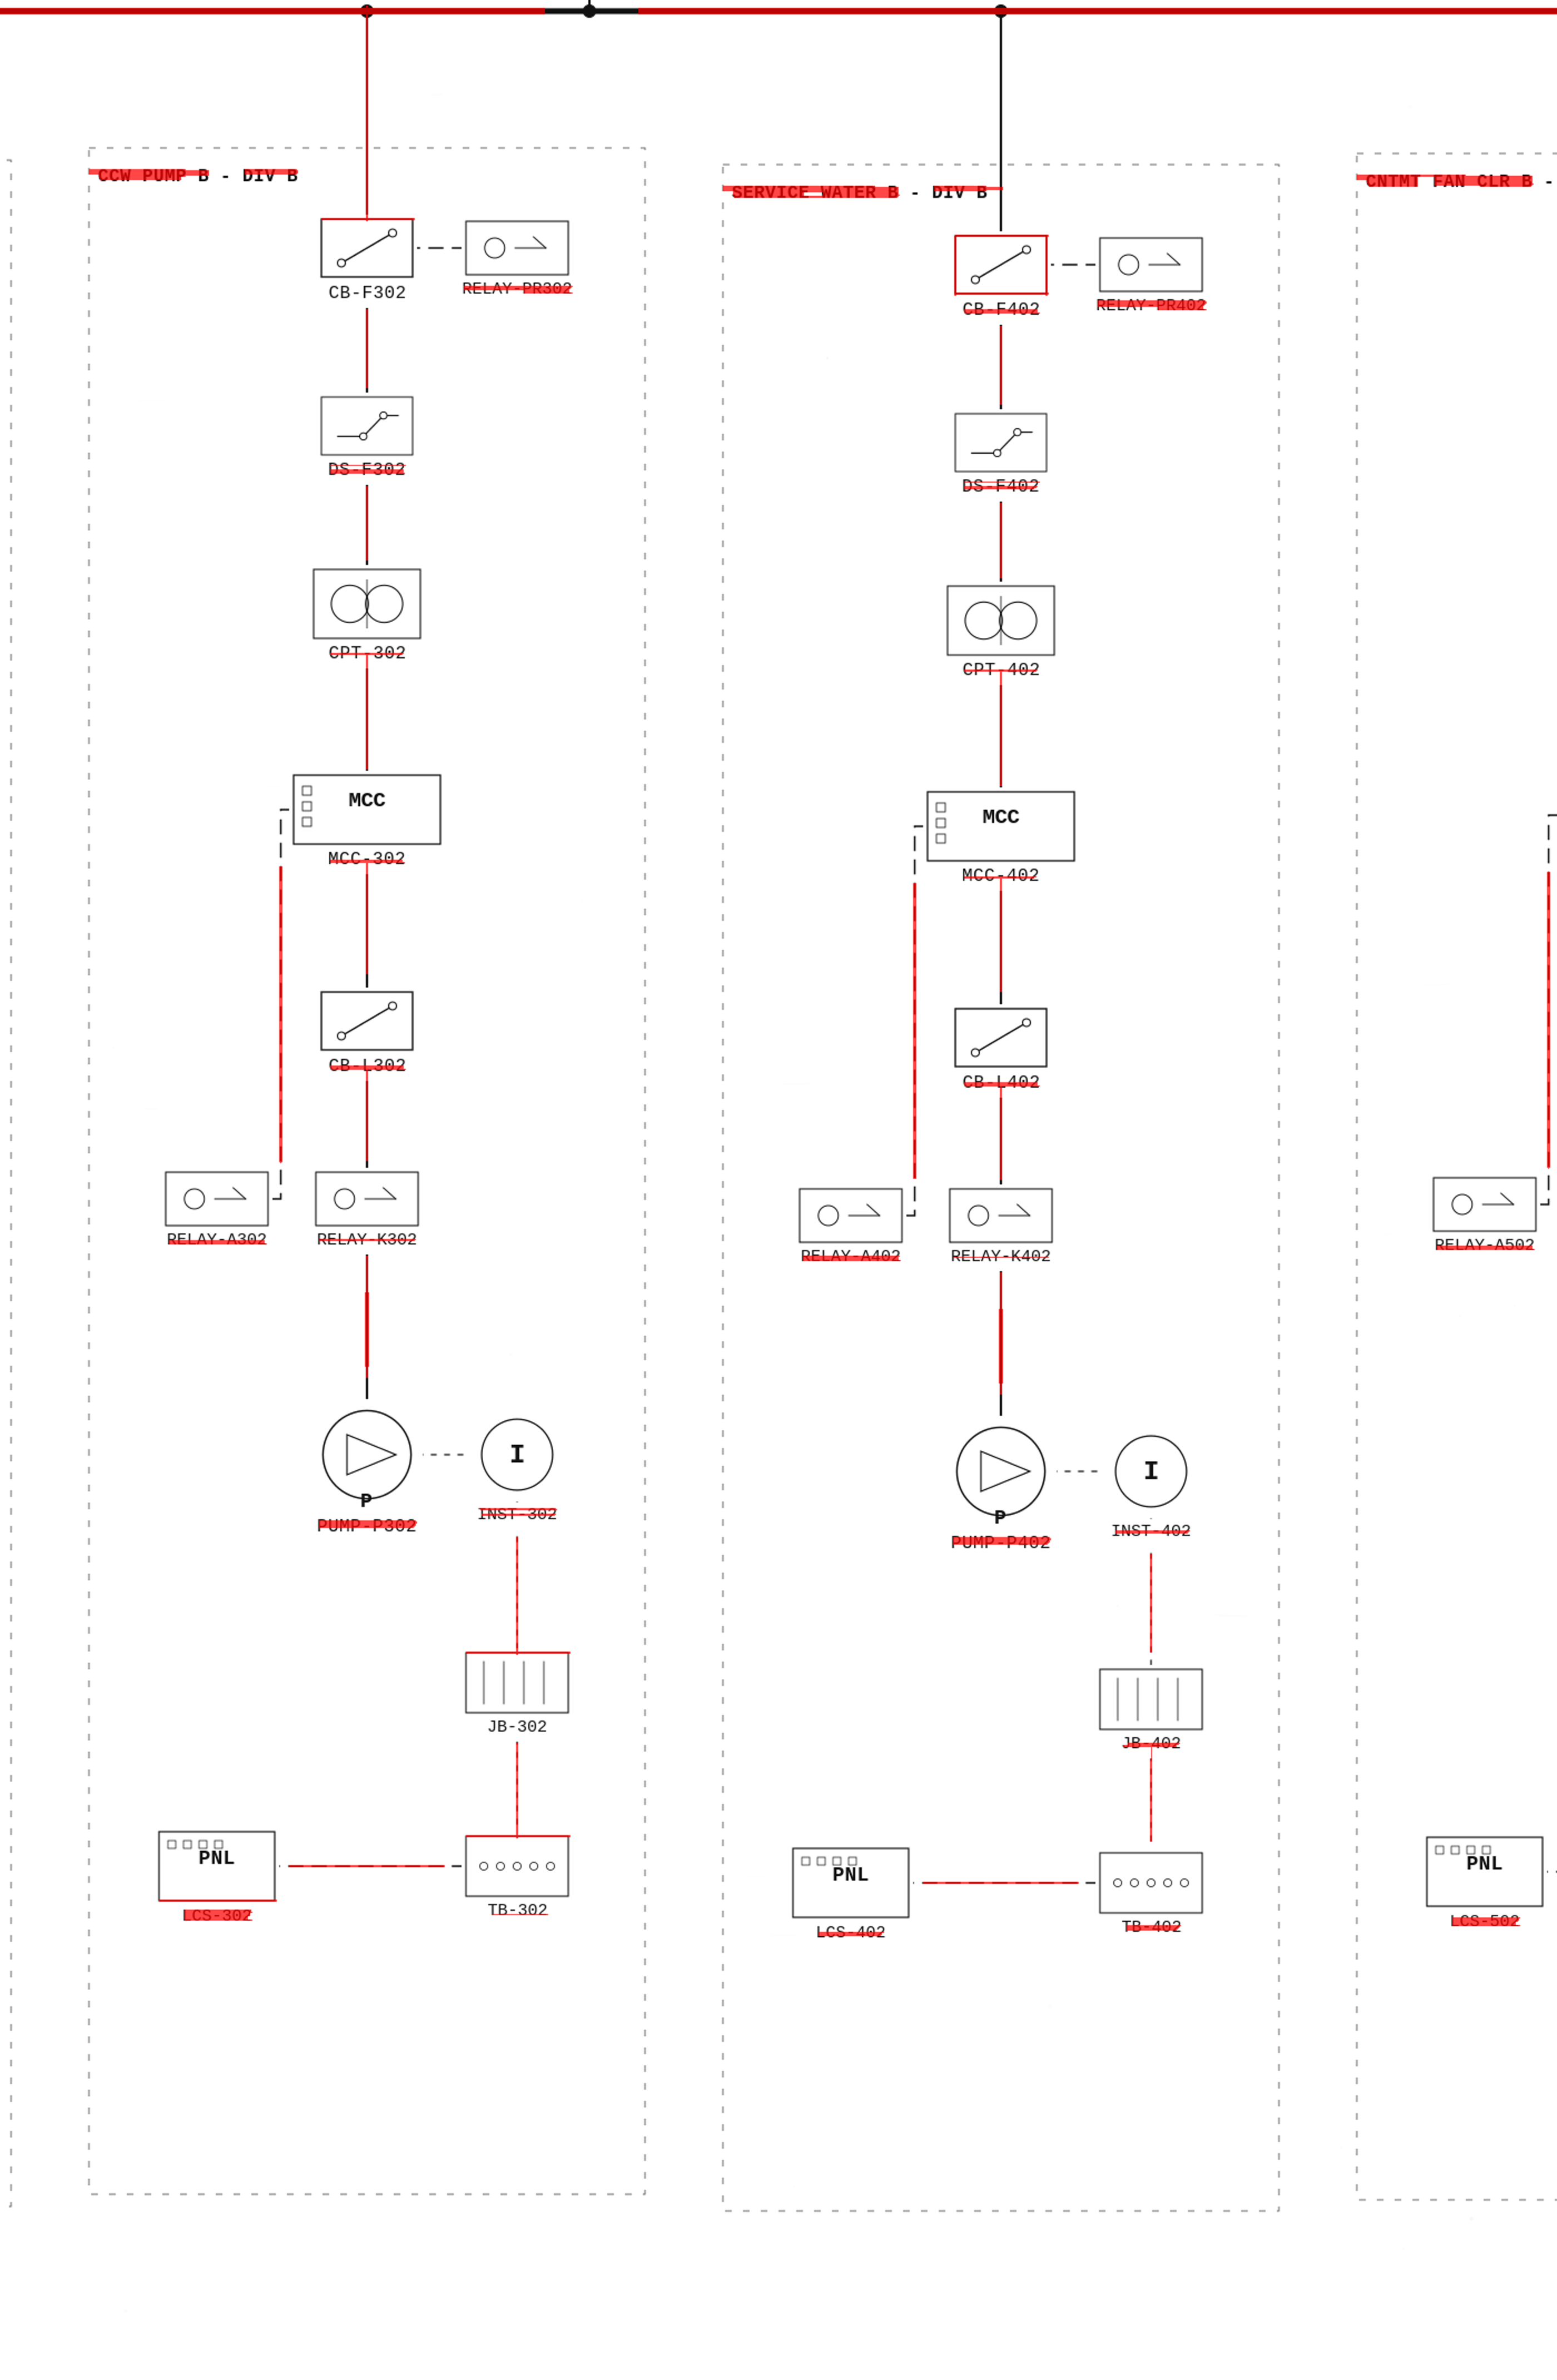 CCW PUMP B - DIV B
CB-F302
RELAY-PR302
DS-F302
CPT-302
MCC
MCC-302
CB-L302
RELAY-A302
RELAY-K302
P
PUMP-P302
I
INST-302
JB-302
PNL
LCS-302
TB-302
SERVICE WATER B - DIV B
CB-F402
RELAY-PR402
DS-F402
CPT-402
MCC
MCC-402
CB-L402
RELAY-A402
RELAY-K402
P
PUMP-P402
I
INST-402
JB-402
PNL
LCS-402
TB-402
CNTMT FAN CLR B -
RELAY-A502
PNL
LCS-502